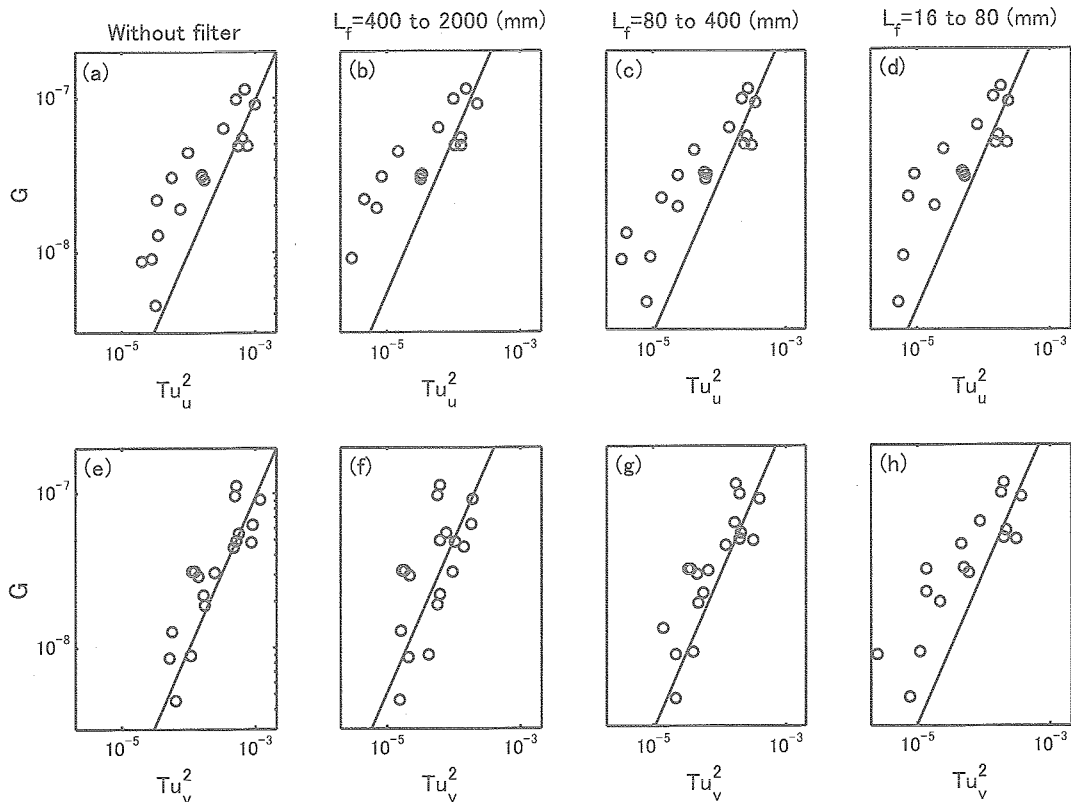 Without filter
L_f=400 to 2000 (mm)
L_f=80 to 400 (mm)
L_f=16 to 80 (mm)
(a)
(b)
(c)
(d)
10^-7
G
10^-8
10^-5
10^-3
10^-5
10^-3
10^-5
10^-3
10^-5
10^-3
Tu_u^2
Tu_u^2
Tu_u^2
Tu_u^2
(e)
(f)
(g)
(h)
10^-7
G
10^-8
10^-5
10^-3
10^-5
10^-3
10^-5
10^-3
10^-5
10^-3
Tu_v^2
Tu_v^2
Tu_v^2
Tu_v^2